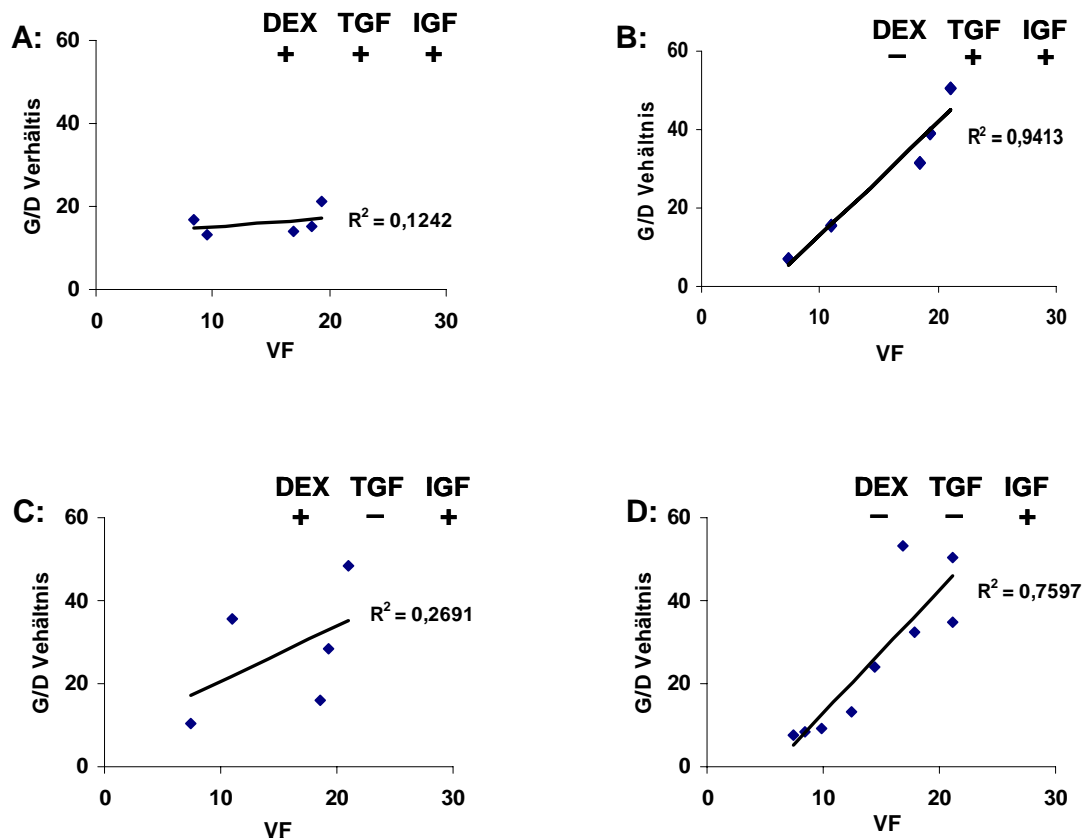 A:
DEX TGF IGF
+ + +
60
40
20
0
G/D Verhältis
R² = 0,1242
0 10 20 30
VF
B:
DEX TGF IGF
– + +
60
40
20
0
G/D Vehältnis
R² = 0,9413
0 10 20 30
VF
C:
DEX TGF IGF
+ – +
60
40
20
0
G/D Vehältnis
R² = 0,2691
0 10 20 30
VF
D:
DEX TGF IGF
– – +
60
40
20
0
G/D Vehältnis
R² = 0,7597
0 10 20 30
VF